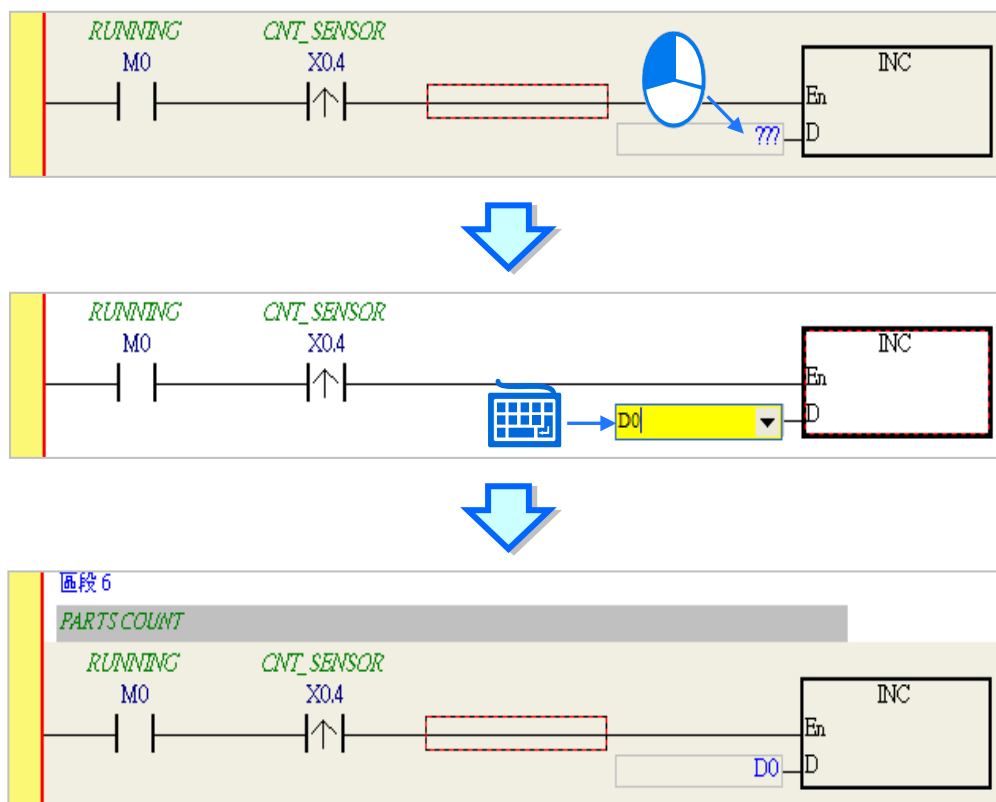 RUNNING CNT_SENSOR
M0 X0.4 INC
En
??? D
RUNNING CNT_SENSOR
M0 X0.4 INC
En
D0 D
區段 6
PARTS COUNT
RUNNING CNT_SENSOR
M0 X0.4 INC
En
D0 D